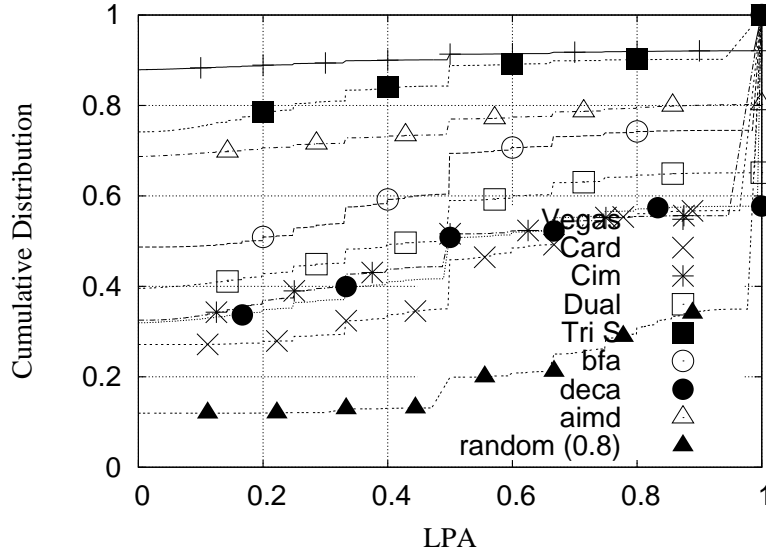 1
0.8
0.6
0.4
0.2
0
Cumulative Distribution
Vegas
Card
Cim
Dual
Tri S
bfa
deca
aimd
random (0.8)
0 0.2 0.4 0.6 0.8 1
LPA